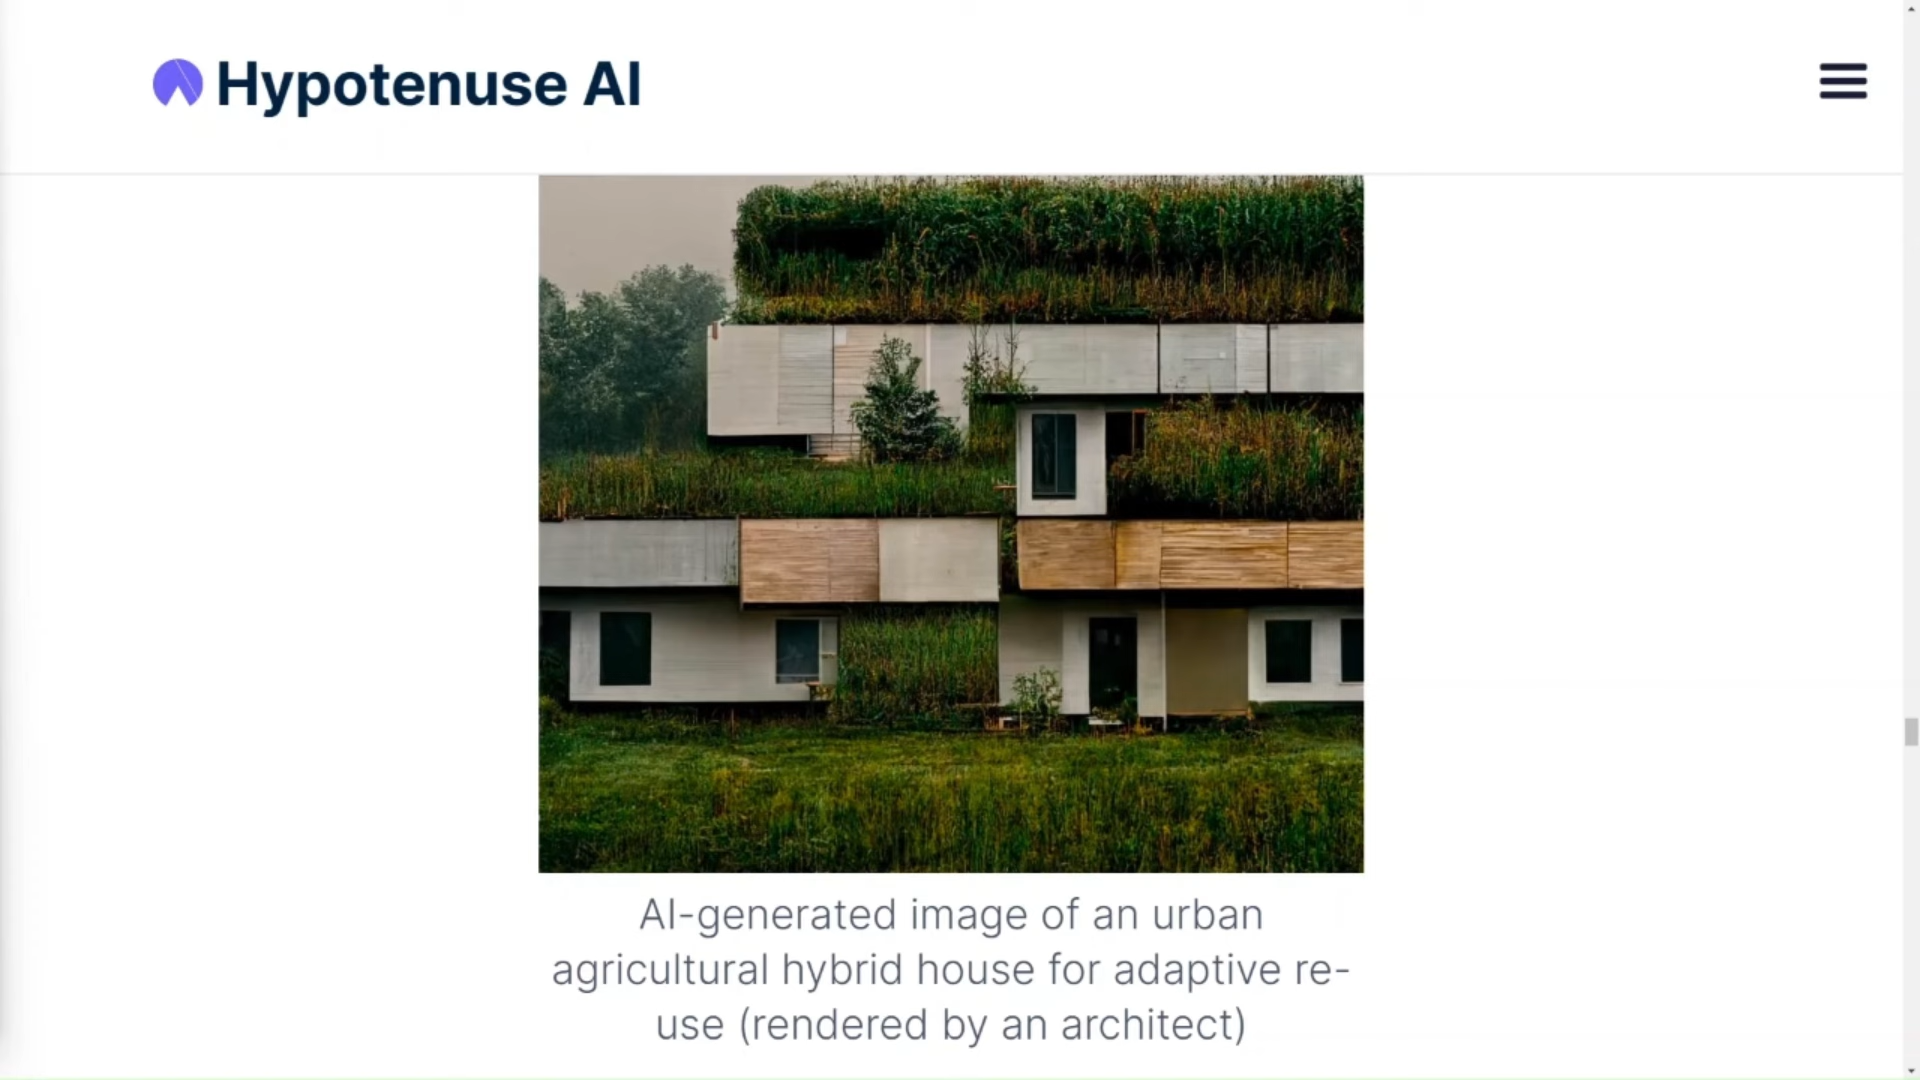 Hypotenuse AI
AI-generated image of an urban
agricultural hybrid house for adaptive re-
use (rendered by an architect)